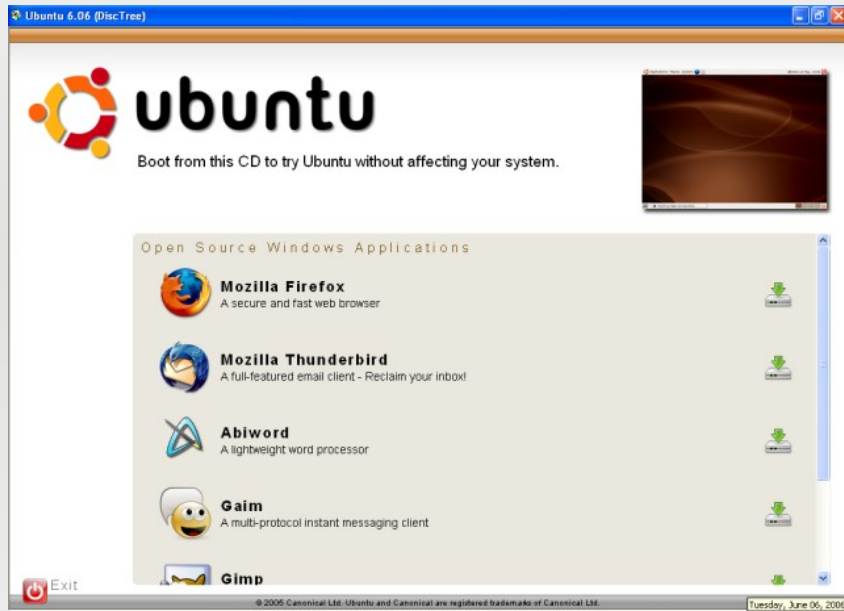 Ubuntu 6.06 (DiscTree)
ubuntu
Boot from this CD to try Ubuntu without affecting your system.
Open Source Windows Applications
Mozilla Firefox
A secure and fast web browser
Mozilla Thunderbird
A full-featured email client - Reclaim your inbox!
Abiword
A lightweight word processor
Gaim
A multi-protocol instant messaging client
Gimp
Exit
Ubuntu and Canonical are registered trademarks of Canonical Ltd.
Tuesday, June 06, 2006